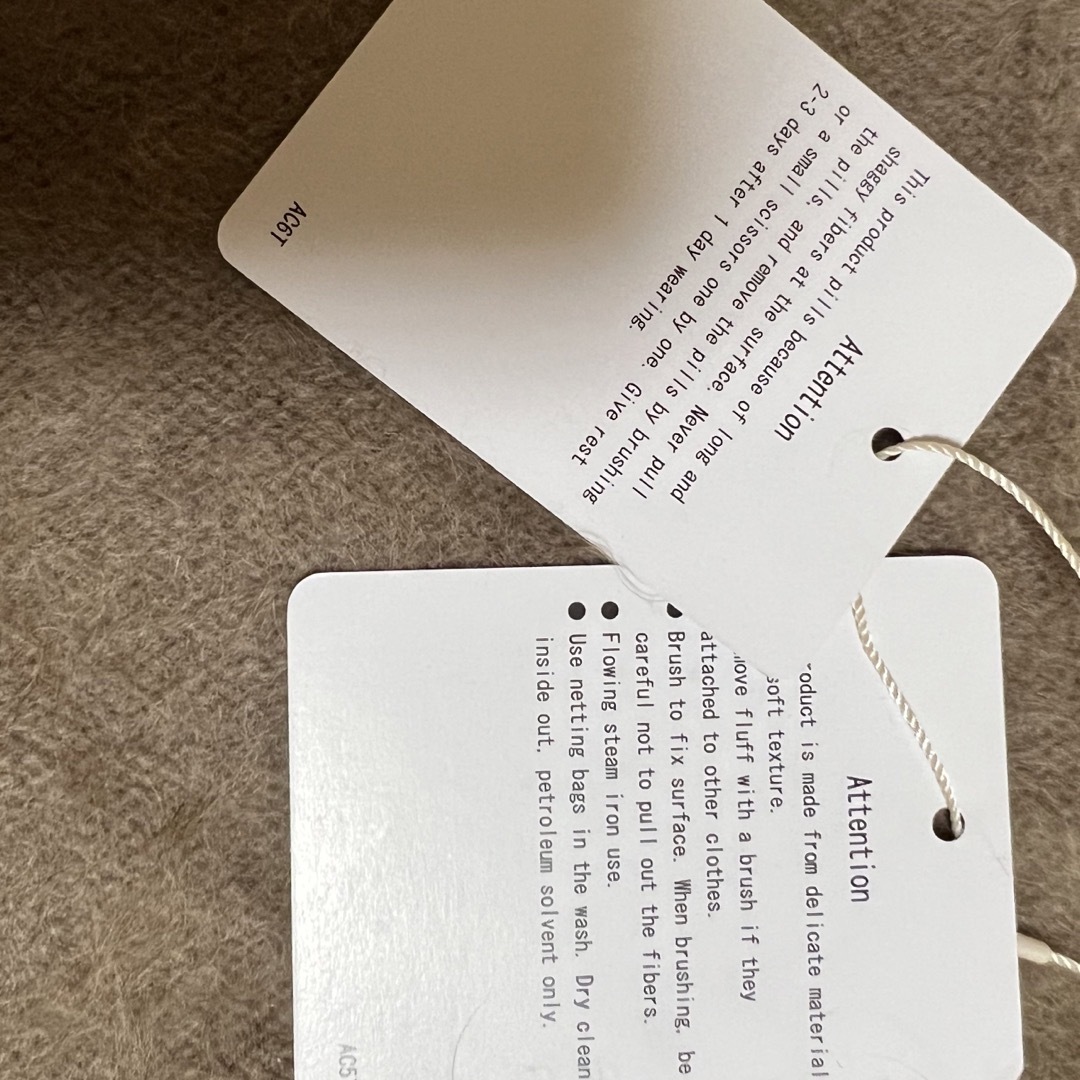 Attention
This product pills because of long and
shaggy fibers at the surface. Never pull
the pills, and remove the pills by brushing
or a small scissors one by one. Give rest
2-3 days after 1 day wearing.
AC6T
Attention
is made from delicate material
soft texture.
fluff with a brush if they
attached to other clothes.
● Brush to fix surface. When brushing, be
careful not to pull out the fibers.
● Flowing steam iron use.
● Use netting bags in the wash. Dry clean
inside out, petroleum solvent only.
AC5